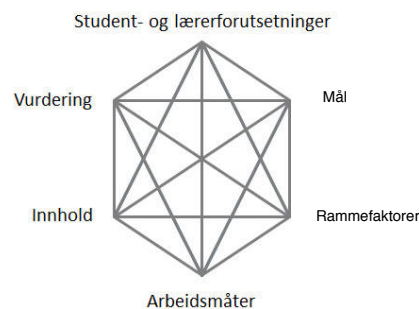 Student- og lærerforutsetninger
Vurdering
Mål
Innhold
Rammefaktorer
Arbeidsmåter